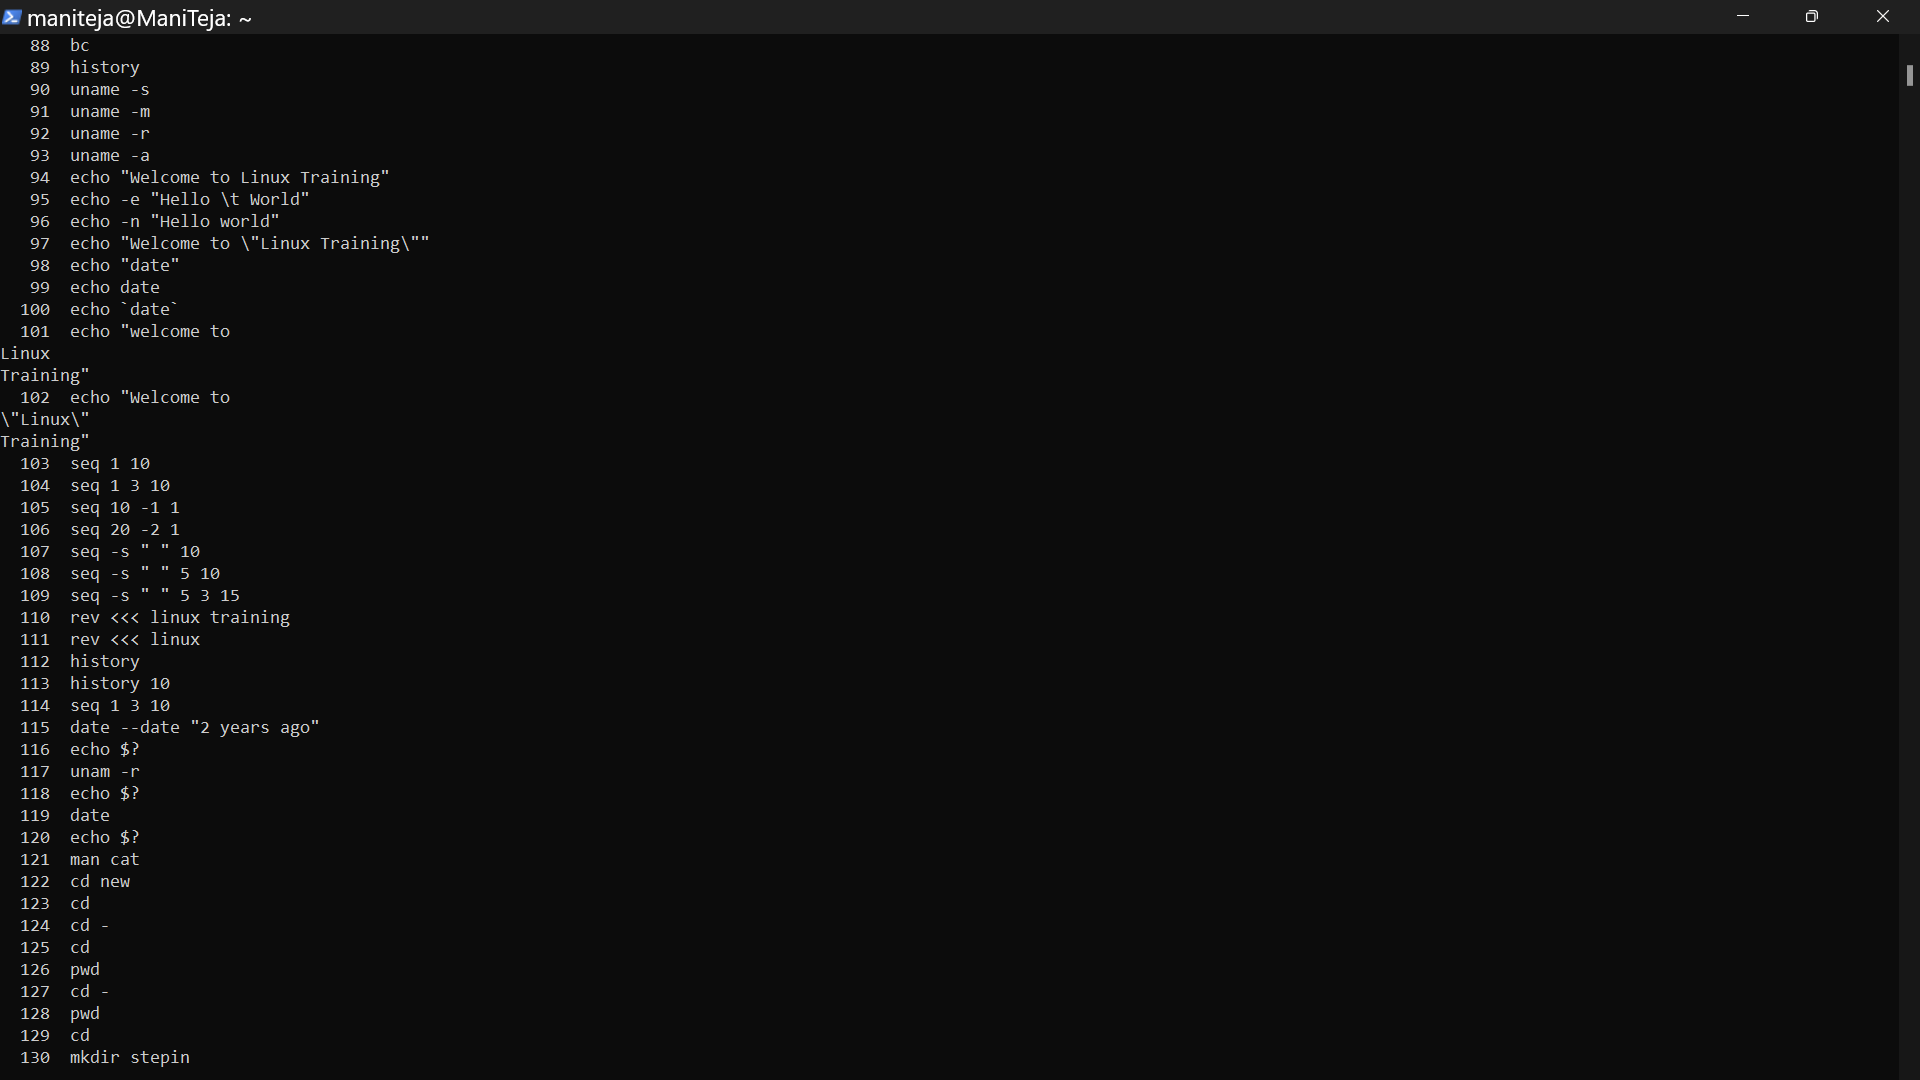 maniteja@ManiTeja: ~
88  bc
89  history
90  uname -s
91  uname -m
92  uname -r
93  uname -a
94  echo "Welcome to Linux Training"
95  echo -e "Hello \t World"
96  echo -n "Hello world"
97  echo "Welcome to \"Linux Training\""
98  echo "date"
99  echo date
100  echo `date`
101  echo "welcome to
Linux
Training"
102  echo "Welcome to
\"Linux\"
Training"
103  seq 1 10
104  seq 1 3 10
105  seq 10 -1 1
106  seq 20 -2 1
107  seq -s " " 10
108  seq -s " " 5 10
109  seq -s " " 5 3 15
110  rev <<< linux training
111  rev <<< linux
112  history
113  history 10
114  seq 1 3 10
115  date --date "2 years ago"
116  echo $?
117  unam -r
118  echo $?
119  date
120  echo $?
121  man cat
122  cd new
123  cd
124  cd -
125  cd
126  pwd
127  cd -
128  pwd
129  cd
130  mkdir stepin